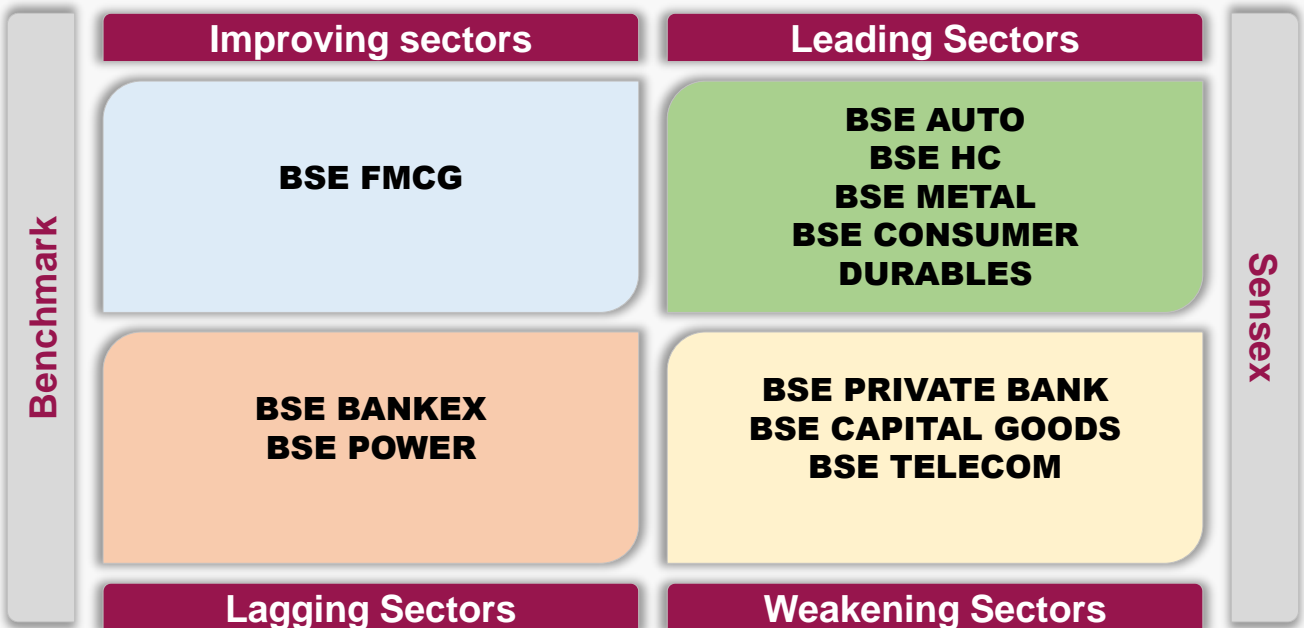 Benchmark
Improving sectors
BSE FMCG
Leading Sectors
BSE AUTO
BSE HC
BSE METAL
BSE CONSUMER
DURABLES
BSE BANKEX
BSE POWER
Lagging Sectors
BSE PRIVATE BANK
BSE CAPITAL GOODS
BSE TELECOM
Weakening Sectors
Sensex